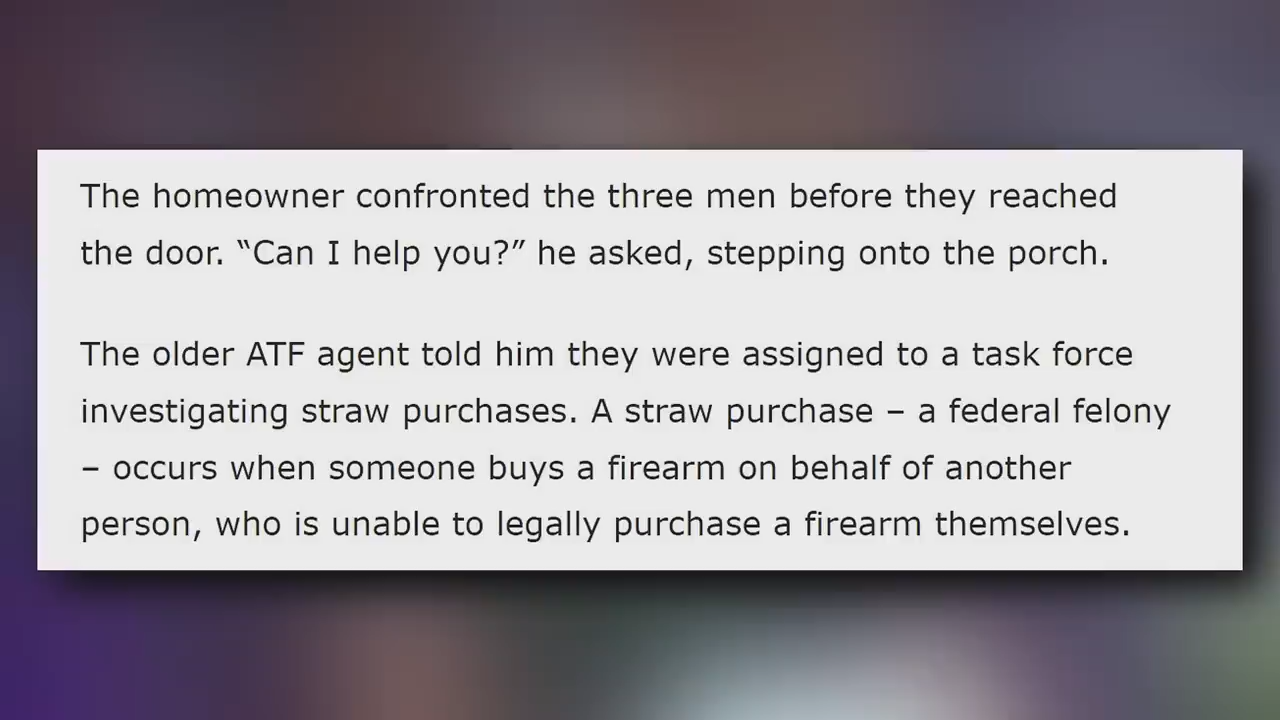 The homeowner confronted the three men before they reached
the door. “Can I help you?” he asked, stepping onto the porch.
The older ATF agent told him they were assigned to a task force
investigating straw purchases. A straw purchase – a federal felony
– occurs when someone buys a firearm on behalf of another
person, who is unable to legally purchase a firearm themselves.